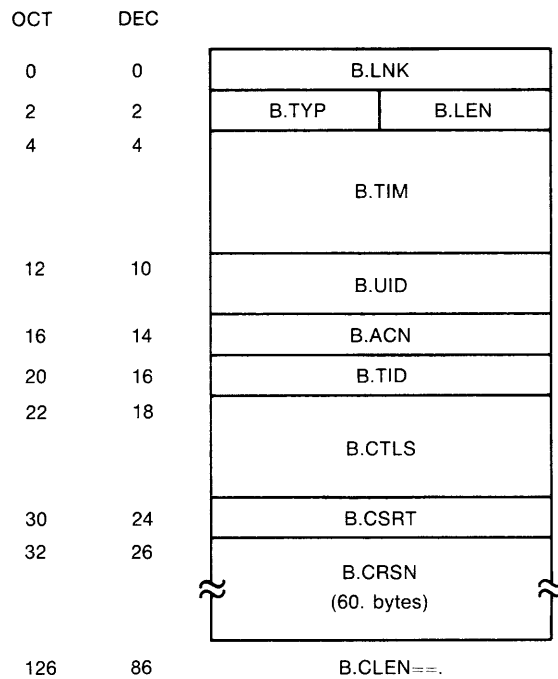 OCT DEC
0 0 B.LNK
2 2 B.TYP B.LEN
4 4
B.TIM
12 10 B.UID
16 14 B.ACN
20 16 B.TID
22 18
B.CTLS
30 24 B.CSRT
32 26 B.CRSN
(60. bytes)
126 86 B.CLEN==.